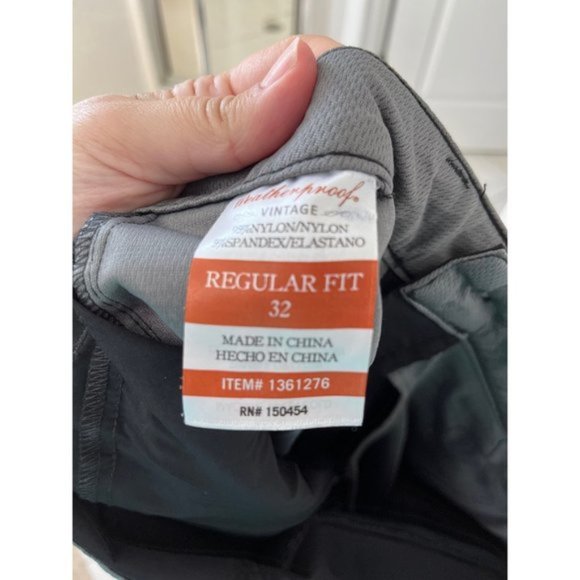 Weatherproof®
VINTAGE
NYLON/NYLON
SPANDEX/ELASTANO
REGULAR FIT
32
MADE IN CHINA
HECHO EN CHINA
ITEM# 1361276
RN# 150454